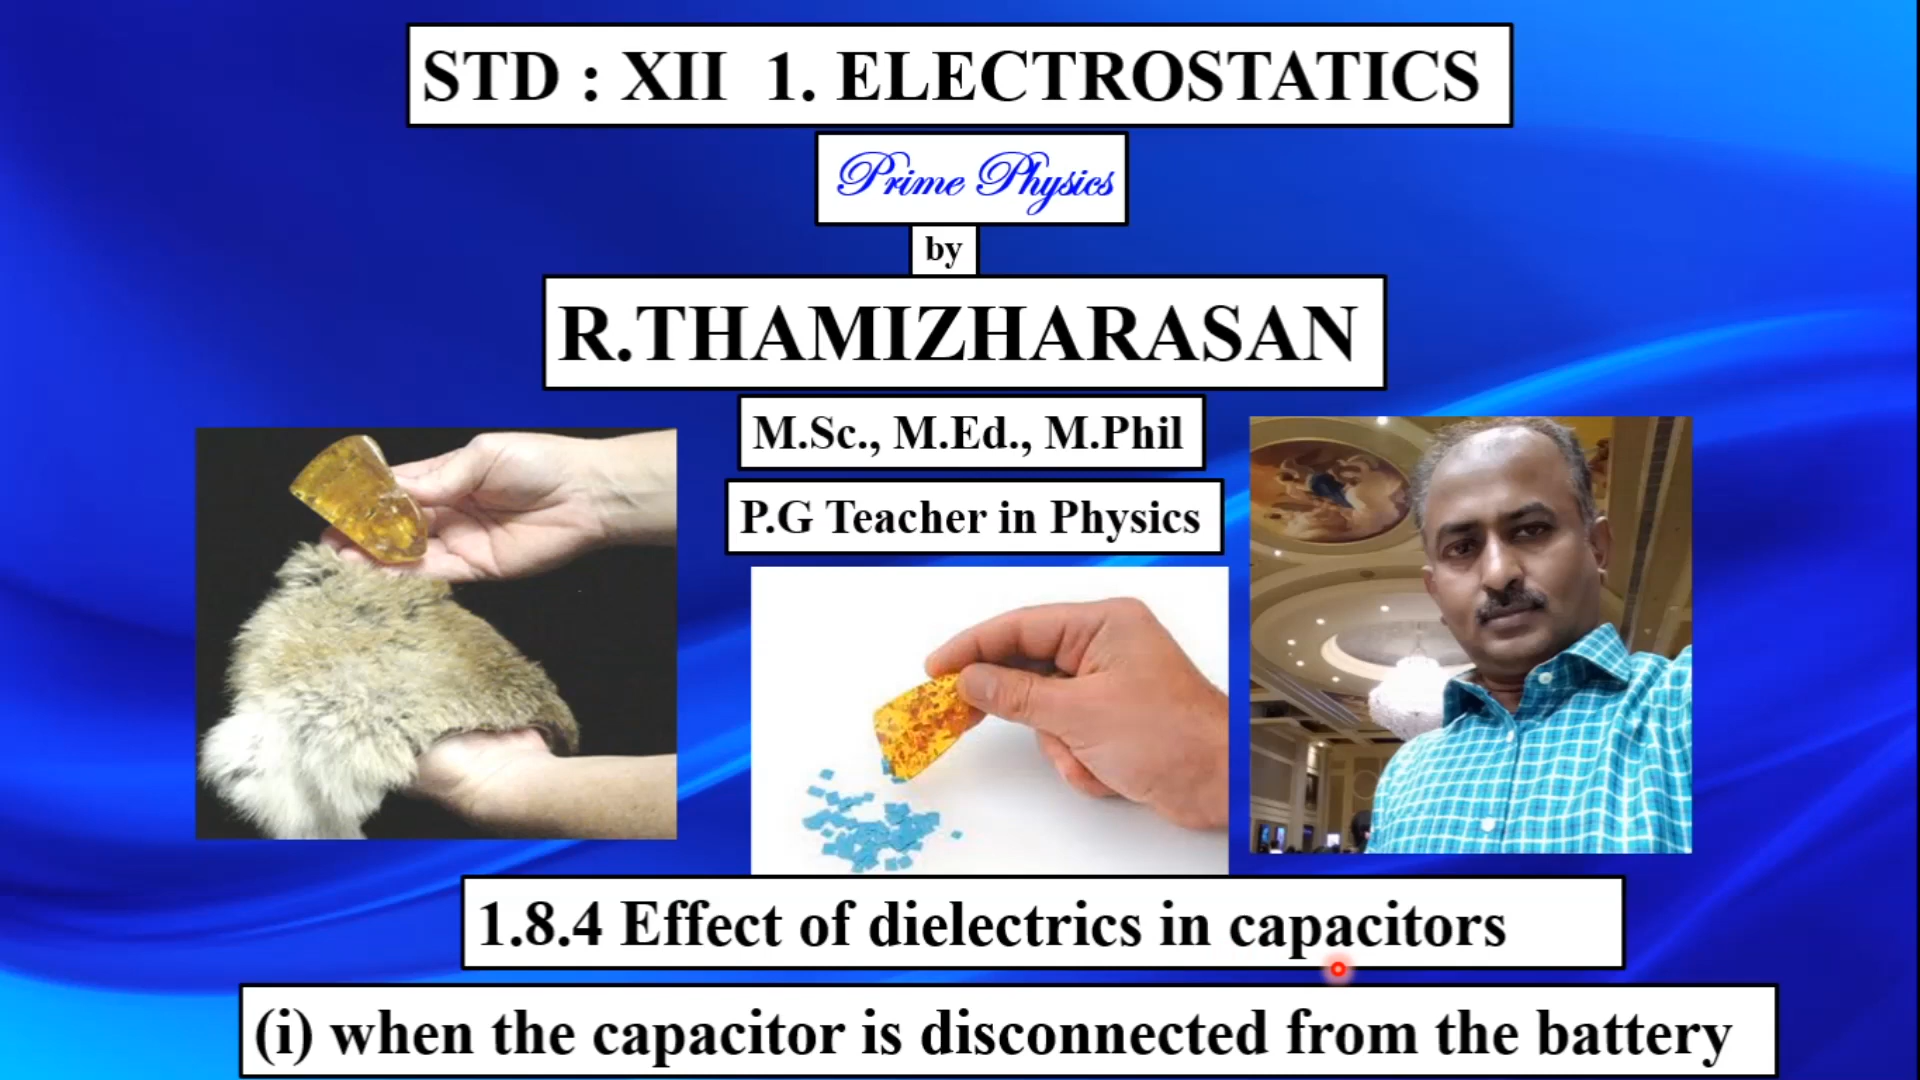 STD : XII 1. ELECTROSTATICS
Prime Physics
by
R.THAMIZHARASAN
M.Sc., M.Ed., M.Phil
P.G Teacher in Physics
1.8.4 Effect of dielectrics in capacitors
(i) when the capacitor is disconnected from the battery